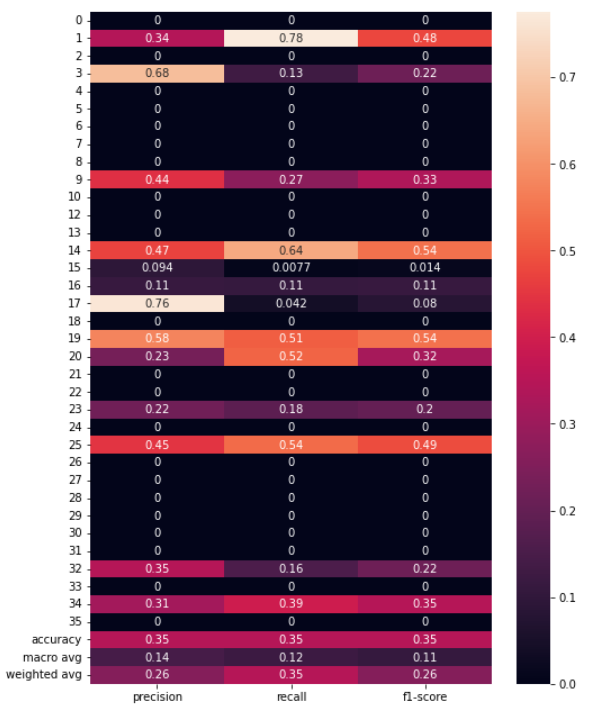 0 0 0 0
1 0.34 0.78 0.48
2 0 0 0
3 0.68 0.13 0.22
4 0 0 0
5 0 0 0
6 0 0 0
7 0 0 0
8 0 0 0
9 0.44 0.27 0.33
10 0 0 0
12 0 0 0
13 0 0 0
14 0.47 0.64 0.54
15 0.094 0.0077 0.014
16 0.11 0.11 0.11
17 0.76 0.042 0.08
18 0 0 0
19 0.58 0.51 0.54
20 0.23 0.52 0.32
21 0 0 0
22 0 0 0
23 0.22 0.18 0.2
24 0 0 0
25 0.45 0.54 0.49
26 0 0 0
27 0 0 0
28 0 0 0
29 0 0 0
30 0 0 0
31 0 0 0
32 0.35 0.16 0.22
33 0 0 0
34 0.31 0.39 0.35
35 0 0 0
accuracy 0.35 0.35 0.35
macro avg 0.14 0.12 0.11
weighted avg 0.26 0.35 0.26
precision recall f1-score
0.7
0.6
0.5
0.4
0.3
0.2
0.1
0.0